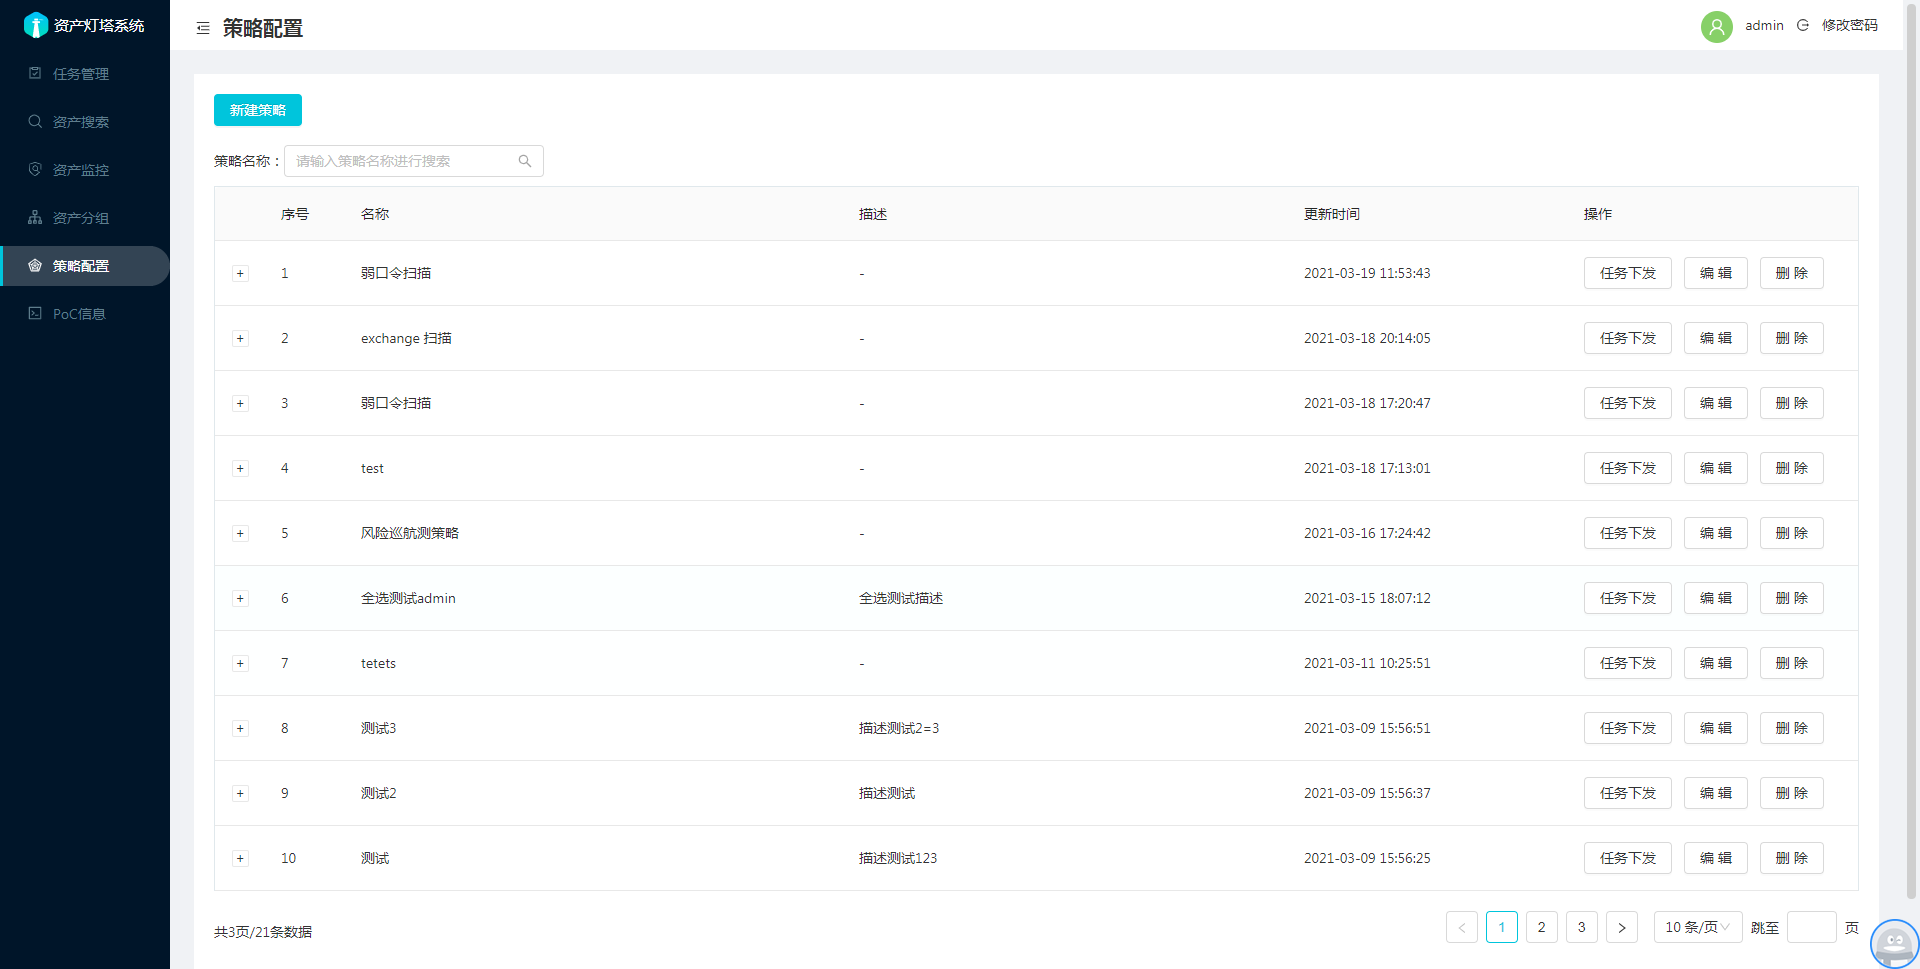 资产灯塔系统
策略配置
admin
修改密码
任务管理
资产搜索
资产监控
资产分组
策略配置
PoC信息
新建策略
策略名称：
请输入策略名称进行搜索
序号 名称 描述 更新时间 操作
+ 1 弱口令扫描 - 2021-03-19 11:53:43 任务下发 编 辑 删 除
+ 2 exchange 扫描 - 2021-03-18 20:14:05 任务下发 编 辑 删 除
+ 3 弱口令扫描 - 2021-03-18 17:20:47 任务下发 编 辑 删 除
+ 4 test - 2021-03-18 17:13:01 任务下发 编 辑 删 除
+ 5 风险巡航测策略 - 2021-03-16 17:24:42 任务下发 编 辑 删 除
+ 6 全选测试admin 全选测试描述 2021-03-15 18:07:12 任务下发 编 辑 删 除
+ 7 tetets - 2021-03-11 10:25:51 任务下发 编 辑 删 除
+ 8 测试3 描述测试2=3 2021-03-09 15:56:51 任务下发 编 辑 删 除
+ 9 测试2 描述测试 2021-03-09 15:56:37 任务下发 编 辑 删 除
+ 10 测试 描述测试123 2021-03-09 15:56:25 任务下发 编 辑 删 除
共3页/21条数据
< 1 2 3 > 10 条/页 跳至 页